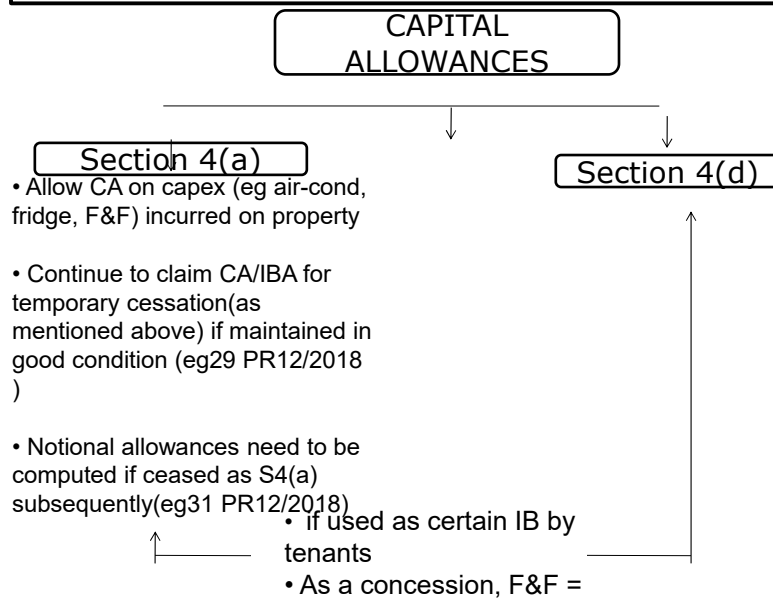 CAPITAL
ALLOWANCES
Section 4(a)
• Allow CA on capex (eg air-cond,
fridge, F&F) incurred on property
• Continue to claim CA/IBA for
temporary cessation(as
mentioned above) if maintained in
good condition (eg29 PR12/2018
)
• Notional allowances need to be
computed if ceased as S4(a)
subsequently(eg31 PR12/2018)
Section 4(d)
• if used as certain IB by
tenants
• As a concession, F&F =